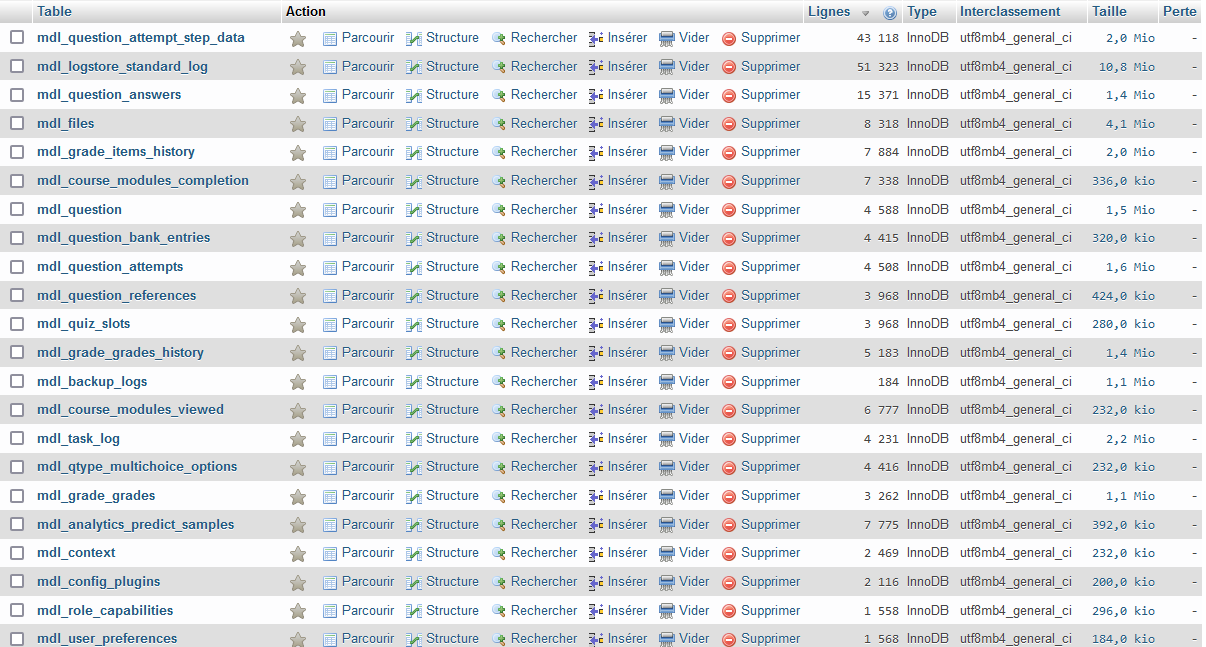 Table Action Lignes Type Interclassement Taille Perte
mdl_question_attempt_step_data Parcourir Structure Rechercher Insérer Vider Supprimer 43 118 InnoDB utf8mb4_general_ci 2,0 Mio -
mdl_logstore_standard_log Parcourir Structure Rechercher Insérer Vider Supprimer 51 323 InnoDB utf8mb4_general_ci 10,8 Mio -
mdl_question_answers Parcourir Structure Rechercher Insérer Vider Supprimer 15 371 InnoDB utf8mb4_general_ci 1,4 Mio -
mdl_files Parcourir Structure Rechercher Insérer Vider Supprimer 8 318 InnoDB utf8mb4_general_ci 4,1 Mio -
mdl_grade_items_history Parcourir Structure Rechercher Insérer Vider Supprimer 7 884 InnoDB utf8mb4_general_ci 2,0 Mio -
mdl_course_modules_completion Parcourir Structure Rechercher Insérer Vider Supprimer 7 338 InnoDB utf8mb4_general_ci 336,0 kio -
mdl_question Parcourir Structure Rechercher Insérer Vider Supprimer 4 588 InnoDB utf8mb4_general_ci 1,5 Mio -
mdl_question_bank_entries Parcourir Structure Rechercher Insérer Vider Supprimer 4 415 InnoDB utf8mb4_general_ci 320,0 kio -
mdl_question_attempts Parcourir Structure Rechercher Insérer Vider Supprimer 4 508 InnoDB utf8mb4_general_ci 1,6 Mio -
mdl_question_references Parcourir Structure Rechercher Insérer Vider Supprimer 3 968 InnoDB utf8mb4_general_ci 424,0 kio -
mdl_quiz_slots Parcourir Structure Rechercher Insérer Vider Supprimer 3 968 InnoDB utf8mb4_general_ci 280,0 kio -
mdl_grade_grades_history Parcourir Structure Rechercher Insérer Vider Supprimer 5 183 InnoDB utf8mb4_general_ci 1,4 Mio -
mdl_backup_logs Parcourir Structure Rechercher Insérer Vider Supprimer 184 InnoDB utf8mb4_general_ci 1,1 Mio -
mdl_course_modules_viewed Parcourir Structure Rechercher Insérer Vider Supprimer 6 777 InnoDB utf8mb4_general_ci 232,0 kio -
mdl_task_log Parcourir Structure Rechercher Insérer Vider Supprimer 4 231 InnoDB utf8mb4_general_ci 2,2 Mio -
mdl_qtype_multichoice_options Parcourir Structure Rechercher Insérer Vider Supprimer 4 416 InnoDB utf8mb4_general_ci 232,0 kio -
mdl_grade_grades Parcourir Structure Rechercher Insérer Vider Supprimer 3 262 InnoDB utf8mb4_general_ci 1,1 Mio -
mdl_analytics_predict_samples Parcourir Structure Rechercher Insérer Vider Supprimer 7 775 InnoDB utf8mb4_general_ci 392,0 kio -
mdl_context Parcourir Structure Rechercher Insérer Vider Supprimer 2 469 InnoDB utf8mb4_general_ci 232,0 kio -
mdl_config_plugins Parcourir Structure Rechercher Insérer Vider Supprimer 2 116 InnoDB utf8mb4_general_ci 200,0 kio -
mdl_role_capabilities Parcourir Structure Rechercher Insérer Vider Supprimer 1 558 InnoDB utf8mb4_general_ci 296,0 kio -
mdl_user_preferences Parcourir Structure Rechercher Insérer Vider Supprimer 1 568 InnoDB utf8mb4_general_ci 184,0 kio -